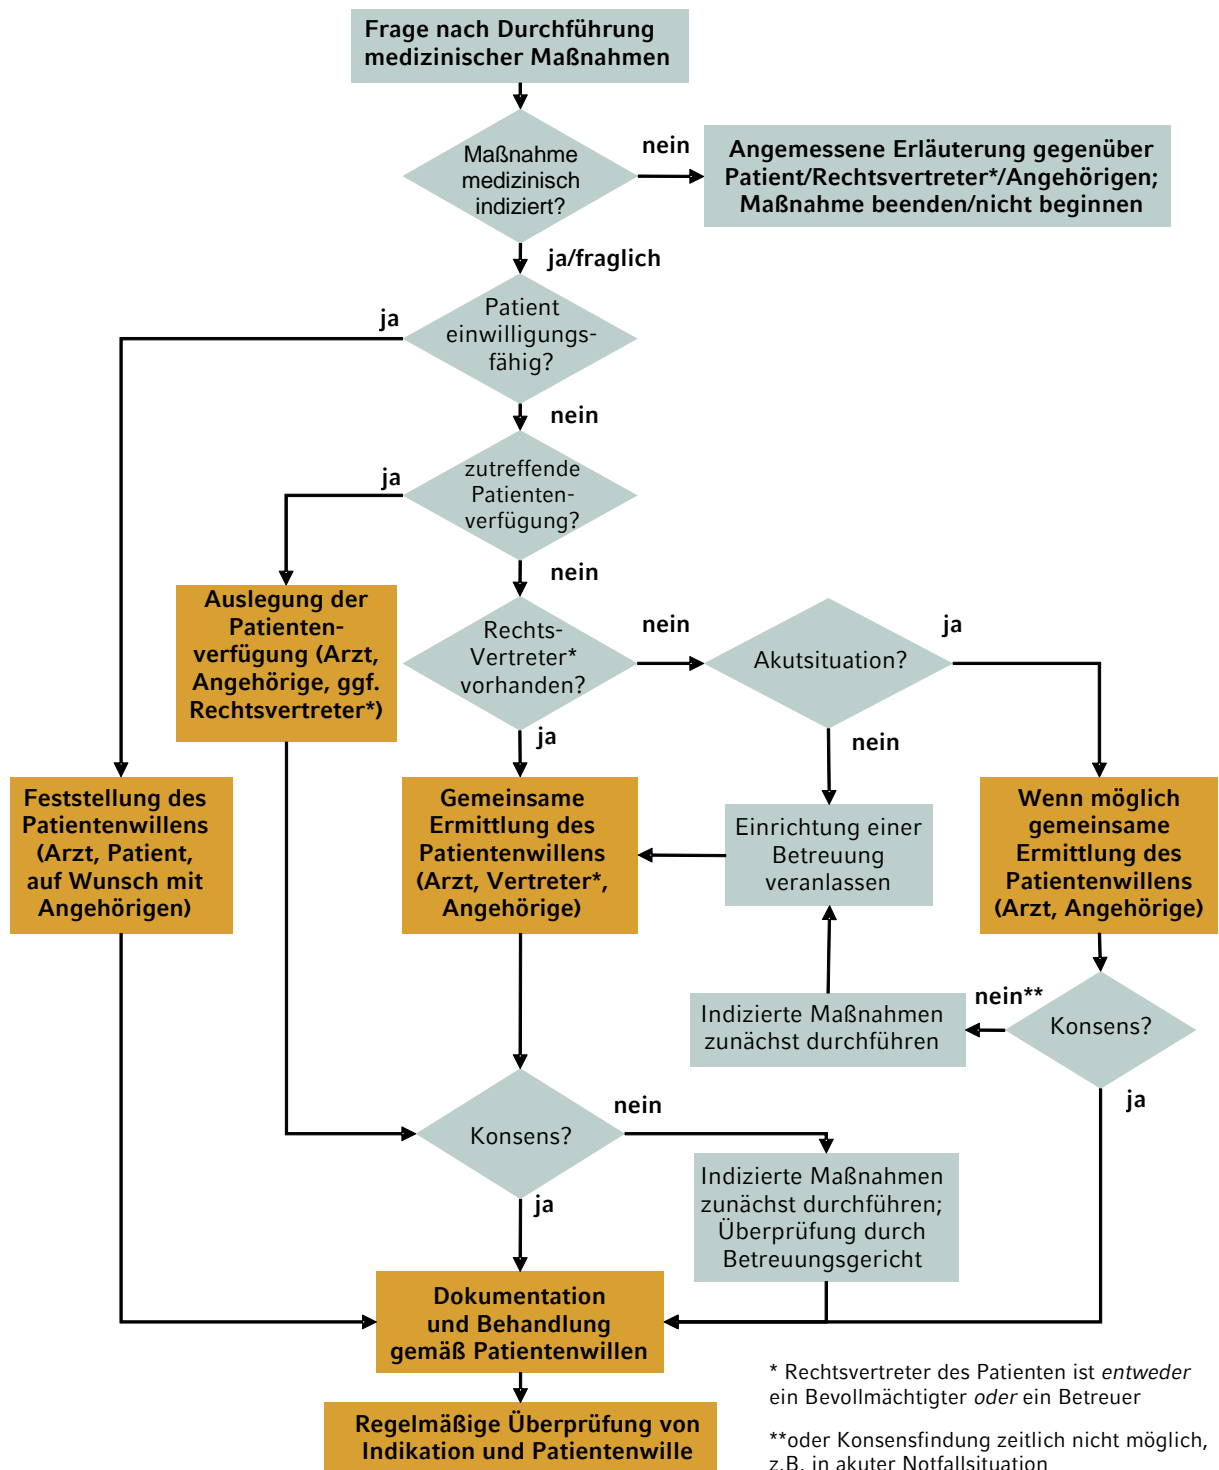 Frage nach Durchführung
medizinischer Maßnahmen
Maßnahme
medizinisch
indiziert?
nein
Angemessene Erläuterung gegenüber
Patient/Rechtsvertreter*/Angehörigen;
Maßnahme beenden/nicht beginnen
ja/fraglich
Patient
einwilligungs-
fähig?
ja
nein
zutreffende
Patienten-
verfügung?
ja
nein
Auslegung der
Patienten-
verfügung (Arzt,
Angehörige, ggf.
Rechtsvertreter*)
Rechts-
Vertreter*
vorhanden?
nein
Akutsituation?
ja
ja
nein
Feststellung des
Patientenwillens
(Arzt, Patient,
auf Wunsch mit
Angehörigen)
Gemeinsame
Ermittlung des
Patientenwillens
(Arzt, Vertreter*,
Angehörige)
Einrichtung einer
Betreuung
veranlassen
Wenn möglich
gemeinsame
Ermittlung des
Patientenwillens
(Arzt, Angehörige)
Indizierte Maßnahmen
zunächst durchführen
nein**
Konsens?
ja
Konsens?
nein
ja
Indizierte Maßnahmen
zunächst durchführen;
Überprüfung durch
Betreuungsgericht
Dokumentation
und Behandlung
gemäß Patientenwillen
Regelmäßige Überprüfung von
Indikation und Patientenwille
* Rechtsvertreter des Patienten ist entweder
ein Bevollmächtigter oder ein Betreuer
**oder Konsensfindung zeitlich nicht möglich,
z.B. in akuter Notfallsituation